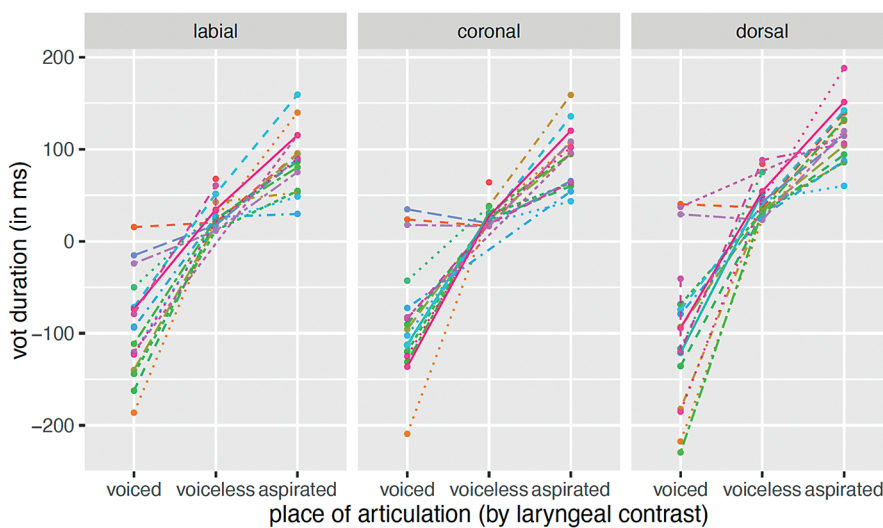 labial coronal dorsal
200
100
0
−100
−200
vot duration (in ms)
voiced voiceless aspirated voiced voiceless aspirated voiced voiceless aspirated
place of articulation (by laryngeal contrast)